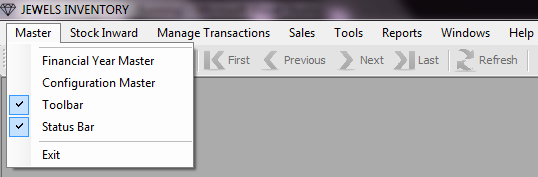 JEWELS INVENTORY
Master Stock Inward Manage Transactions Sales Tools Reports Windows Help
First Previous Next Last Refresh
Financial Year Master
Configuration Master
Toolbar
Status Bar
Exit